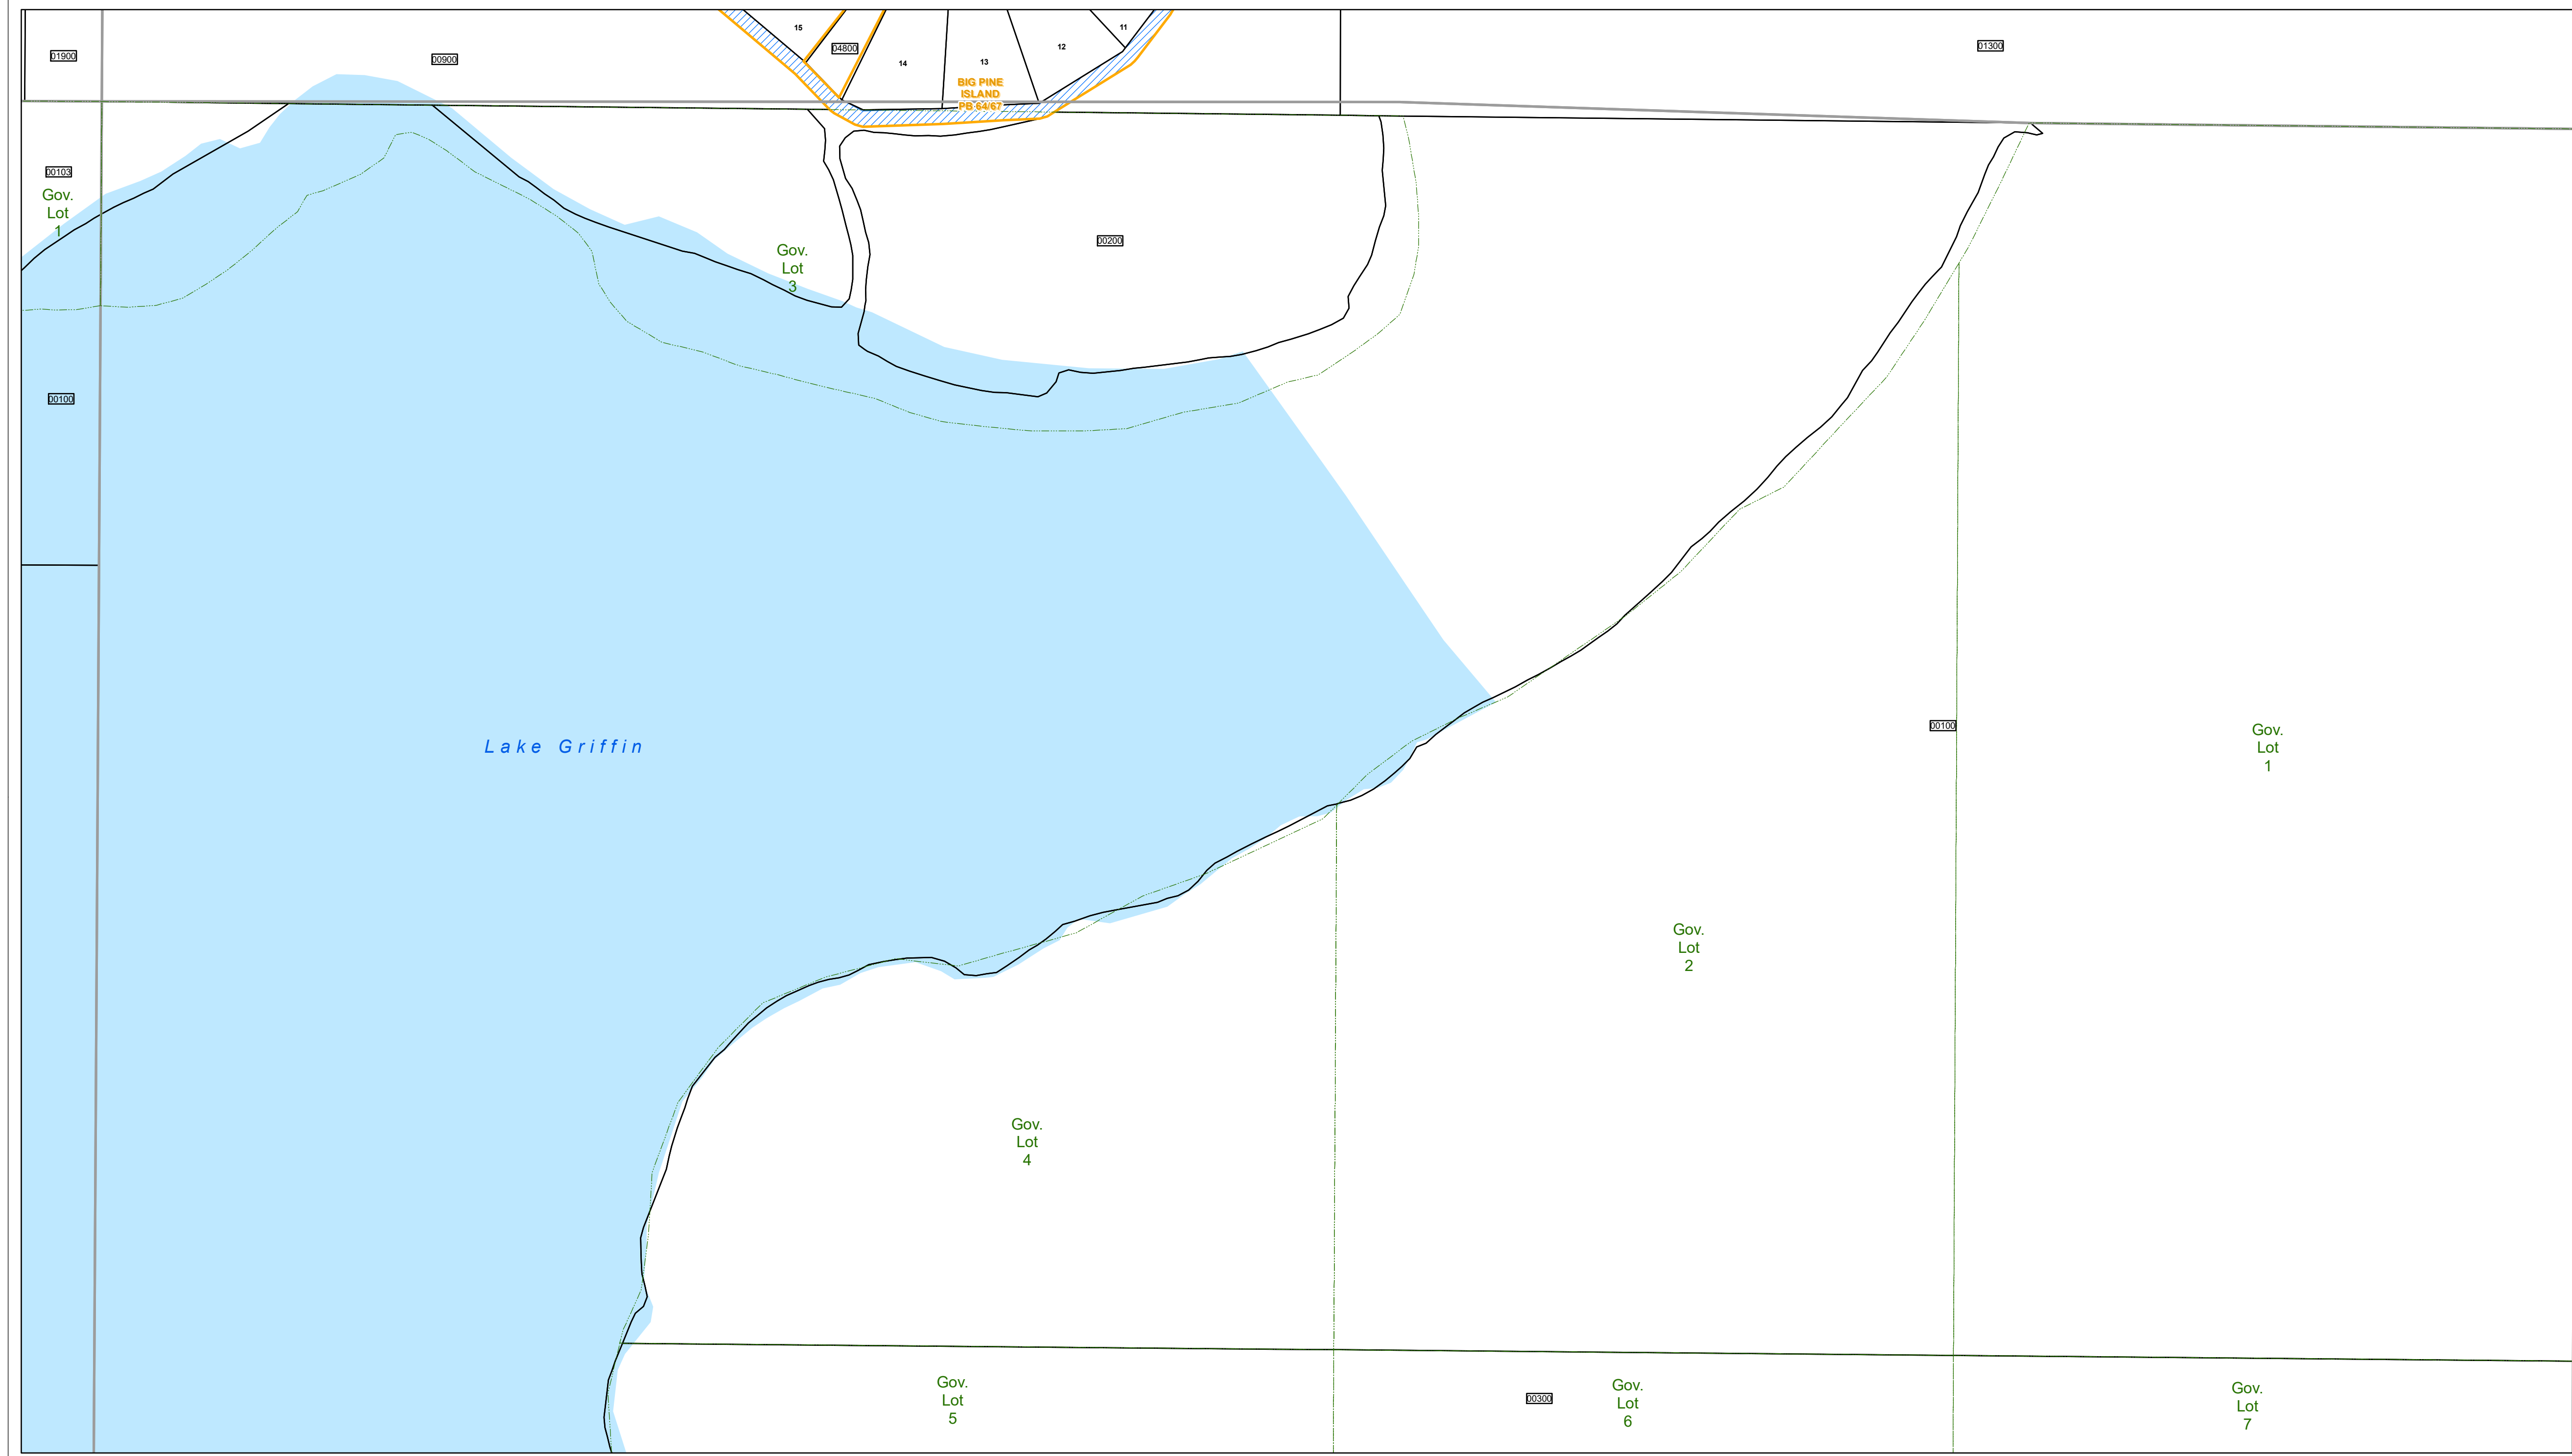 15
11
12
01300
04800
01900
00900
14
13
BIG PINE
ISLAND
PB 64/67
00103
Gov.
Lot
1
00200
Gov.
Lot
3
00100
00100
Lake Griffin
Gov.
Lot
1
Gov.
Lot
2
Gov.
Lot
4
Gov.
Lot
5
00300
Gov.
Lot
6
Gov.
Lot
7